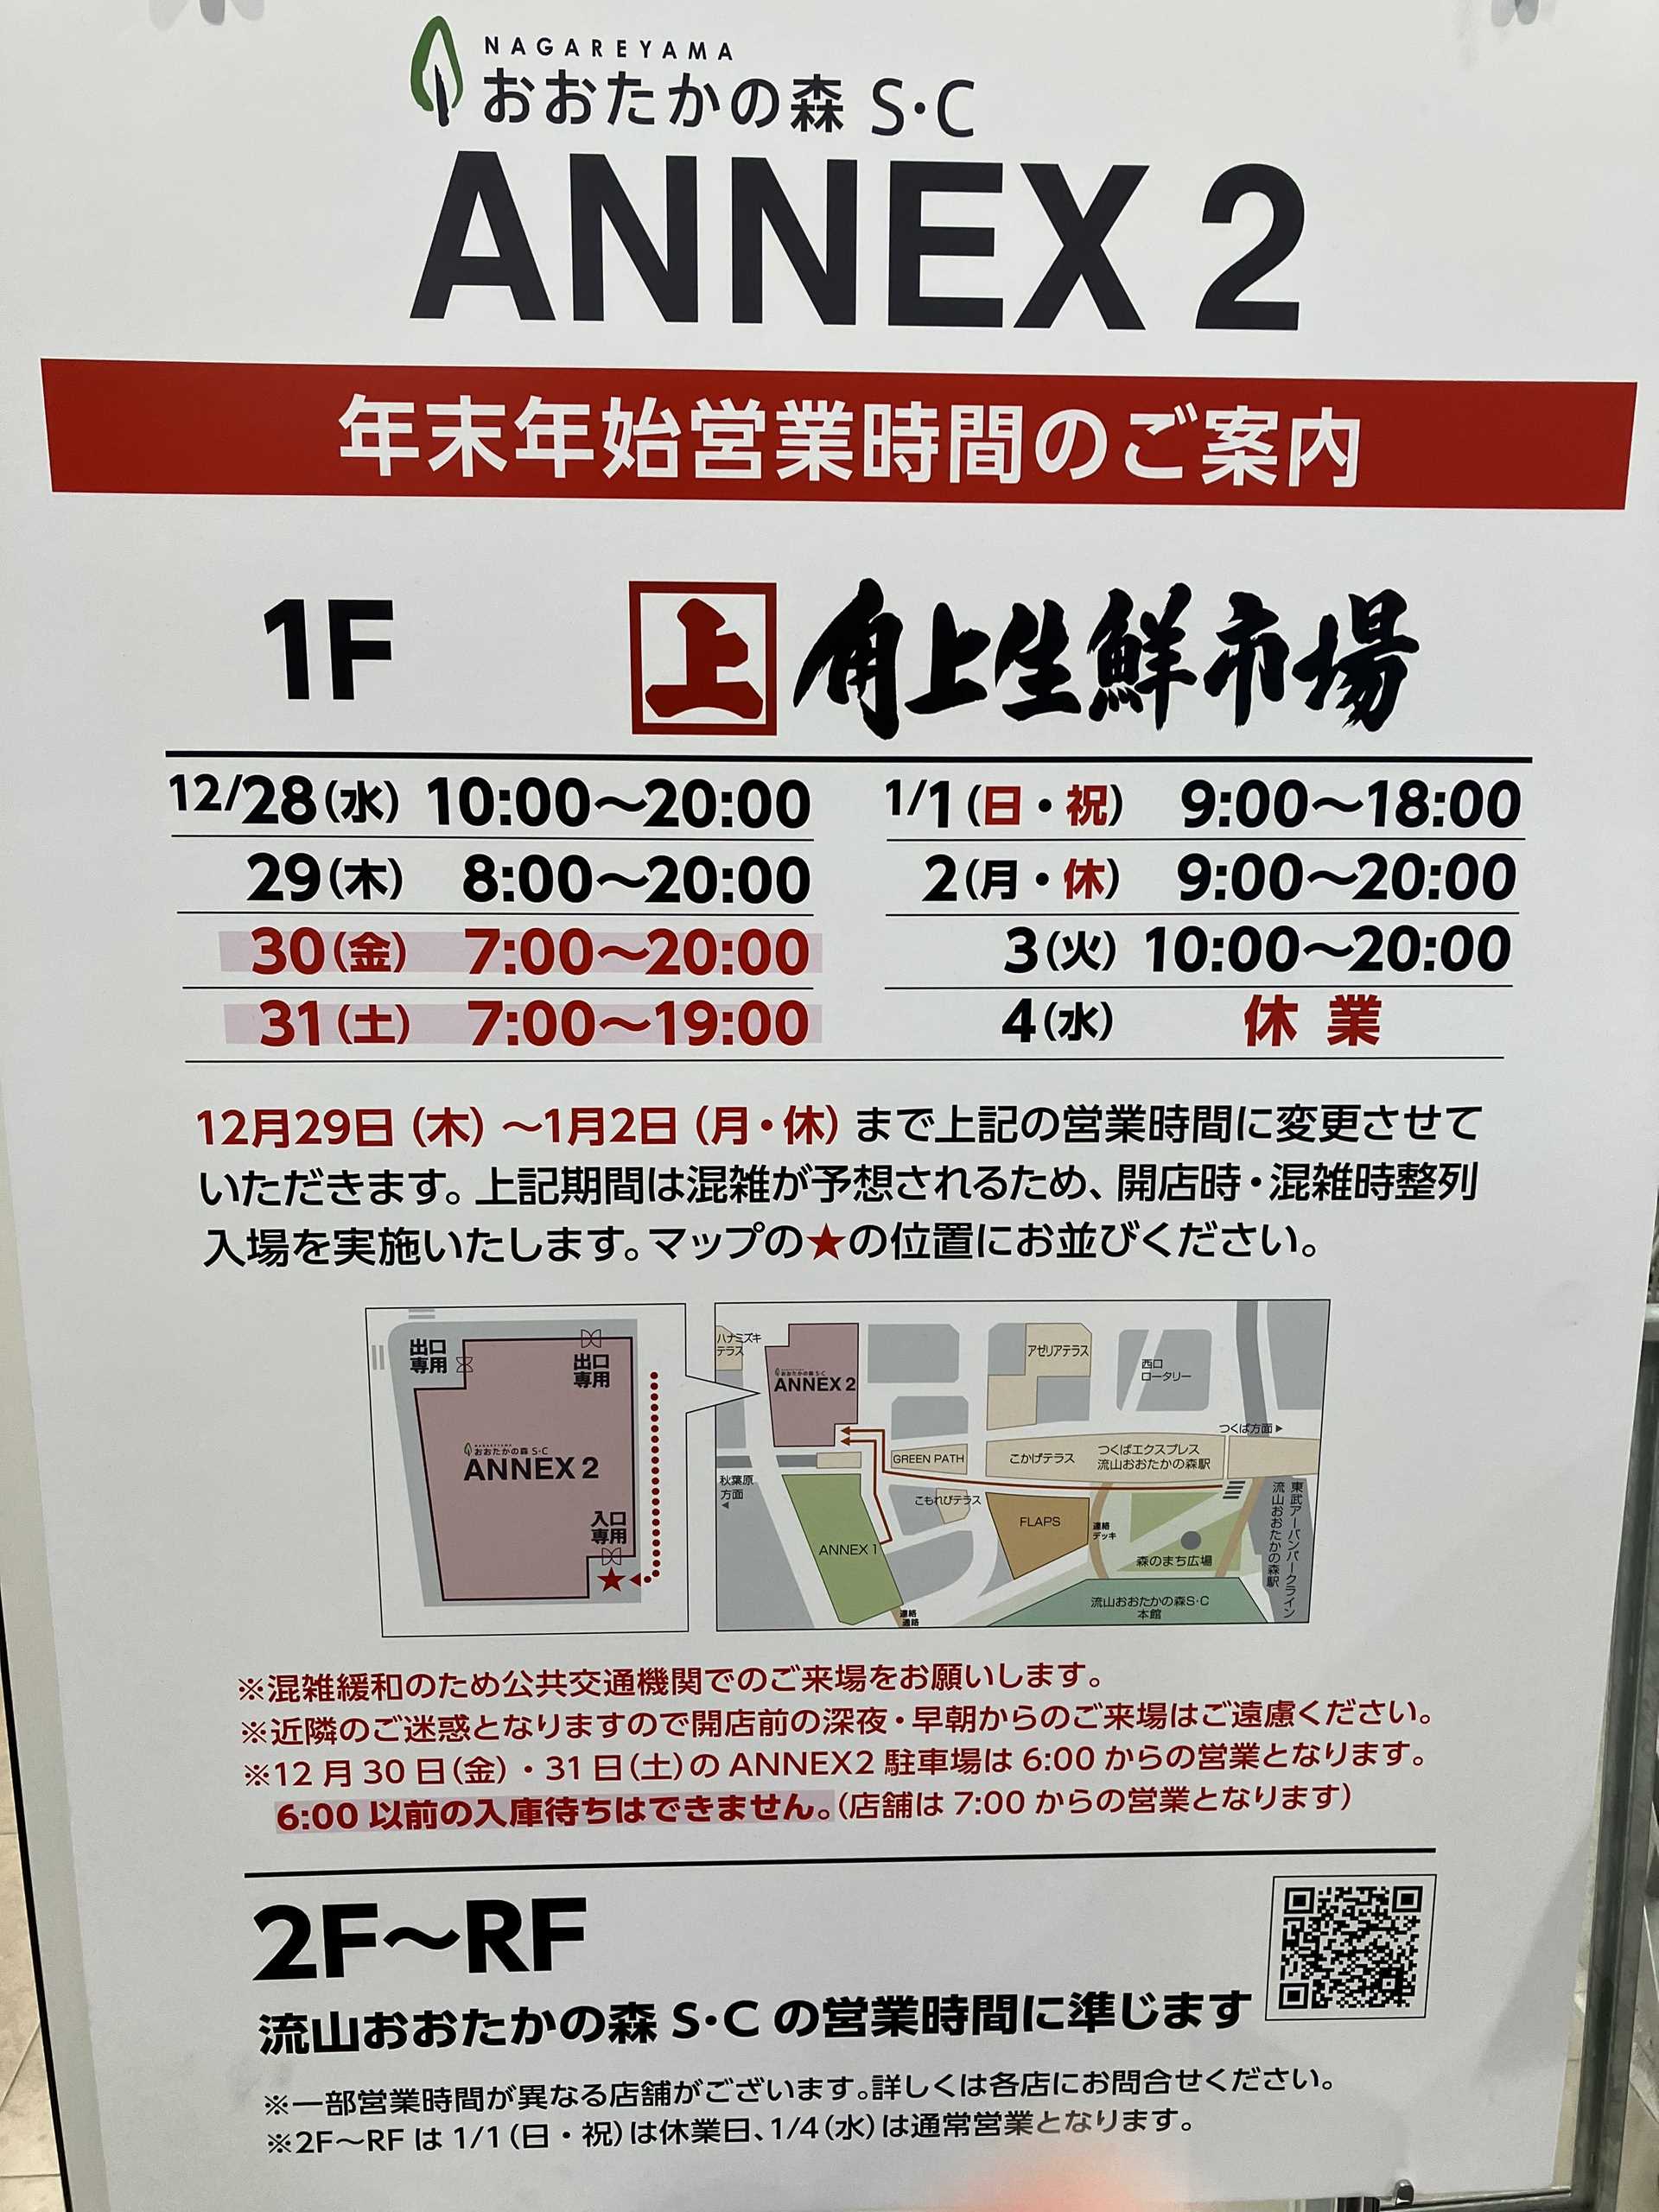 NAGAREYAMA
おおたかの森 S・C
ANNEX 2
年末年始営業時間のご案内
1F 上 角上生鮮市場
12/28(水) 10:00〜20:00
29(木) 8:00〜20:00
30(金) 7:00〜20:00
31(土) 7:00〜19:00
1/1(日・祝) 9:00〜18:00
2(月・休) 9:00〜20:00
3(火) 10:00〜20:00
4(水) 休業
12月29日(木)〜1月2日(月・休)まで上記の営業時間に変更させて
いただきます。上記期間は混雑が予想されるため、開店時・混雑時整列
入場を実施いたします。マップの★の位置にお並びください。
出口
専用
出口
専用
おおたかの森 S・C
ANNEX 2
入口
専用
★
ハナミズキ
テラス
おおたかの森 S・C
ANNEX 2
アゼリアテラス
西口
ロータリー
つくば方面▶
GREEN PATH
こかげテラス
つくばエクスプレス
流山おおたかの森駅
秋葉原
方面
◀
こもれびテラス
ANNEX 1
FLAPS
連絡
デッキ
森のまち広場
東武アーバンパークライン
流山おおたかの森駅
流山おおたかの森S・C
本館
連絡
通路
※混雑緩和のため公共交通機関でのご来場をお願いします。
※近隣のご迷惑となりますので開店前の深夜・早朝からのご来場はご遠慮ください。
※12月30日(金)・31日(土)のANNEX2駐車場は6:00からの営業となります。
6:00以前の入庫待ちはできません。(店舗は7:00からの営業となります)
2F〜RF
流山おおたかの森 S・C の営業時間に準じます
※一部営業時間が異なる店舗がございます。詳しくは各店にお問合せください。
※2F〜RFは1/1(日・祝)は休業日、1/4(水)は通常営業となります。